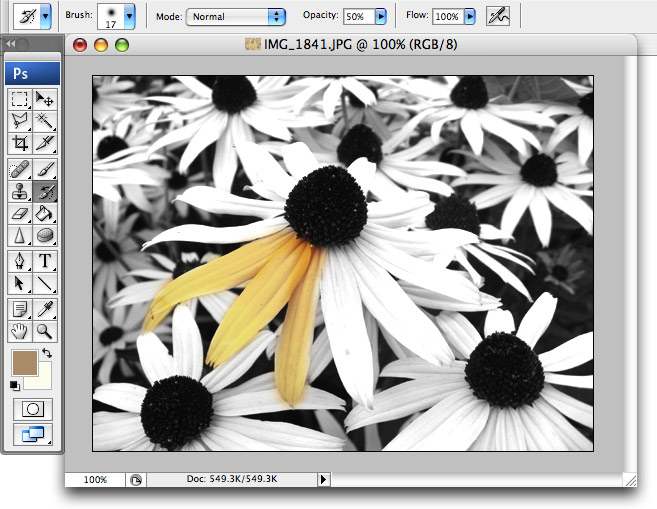 Brush: 17 Mode: Normal Opacity: 50% Flow: 100%
IMG_1841.JPG @ 100% (RGB/8)
Ps
T
100% Doc: 549.3K/549.3K